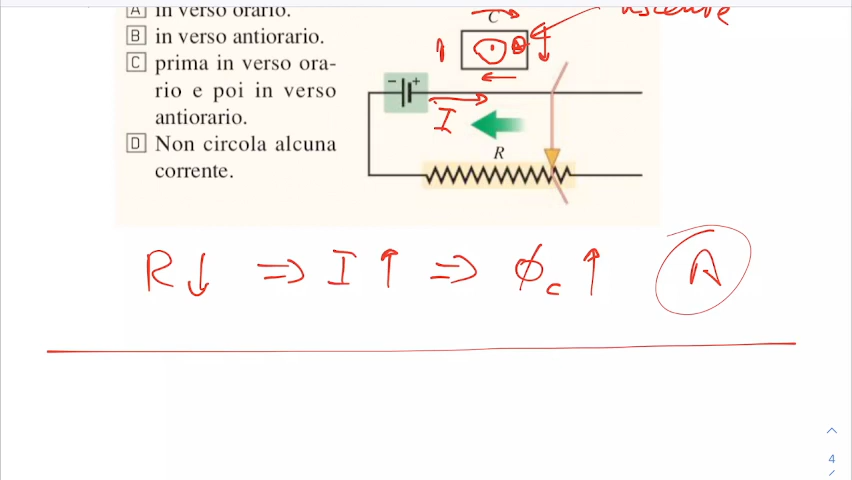 A in verso orario.
B in verso antiorario.
C prima in verso ora-
rio e poi in verso
antiorario.
D Non circola alcuna
corrente.
C
- +
I
R
R↓ ⇒ I↑ ⇒ ϕc↑ A
4